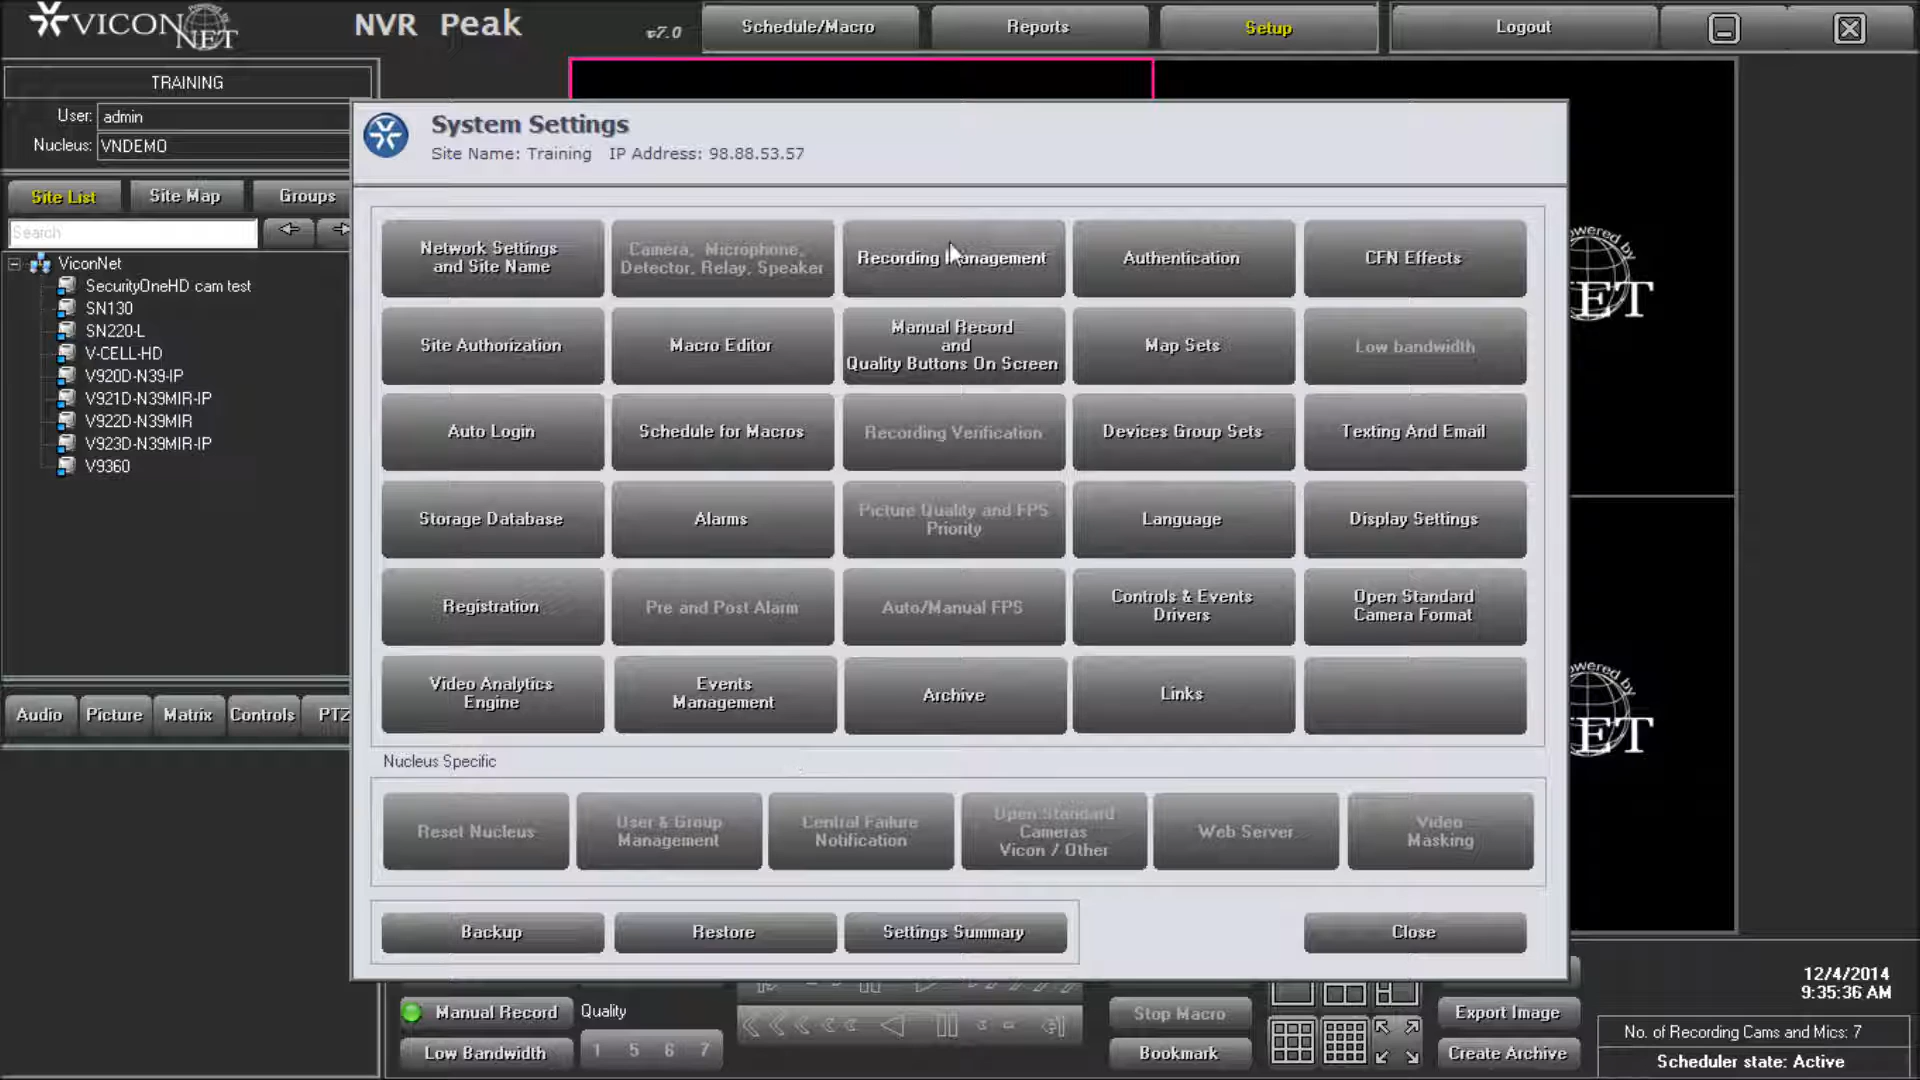 VICON NET
NVR Peak
v7.0
Schedule/Macro
Reports
Setup
Logout
TRAINING
User: admin
Nucleus: VNDEMO
Site List
Site Map
Groups
Search
ViconNet
SecurityOneHD cam test
SN130
SN220-L
V-CELL-HD
V920D-N39-IP
V921D-N39MIR-IP
V922D-N39MIR
V923D-N39MIR-IP
V9360
Audio
Picture
Matrix
Controls
PTZ
System Settings
Site Name: Training IP Address: 98.88.53.57
Network Settings
and Site Name
Camera, Microphone,
Detector, Relay, Speaker
Recording Management
Authentication
CFN Effects
Site Authorization
Macro Editor
Manual Record
and
Quality Buttons On Screen
Map Sets
Low bandwidth
Auto Login
Schedule for Macros
Recording Verification
Devices Group Sets
Texting And Email
Storage Database
Alarms
Picture Quality and FPS
Priority
Language
Display Settings
Registration
Pre and Post Alarm
Auto/Manual FPS
Controls & Events
Drivers
Open Standard
Camera Format
Video Analytics
Engine
Events
Management
Archive
Links
Nucleus Specific
Reset Nucleus
User & Group
Management
Central Failure
Notification
Open Standard
Cameras
Vicon / Other
Web Server
Video
Masking
Backup
Restore
Settings Summary
Close
Manual Record
Quality
Low Bandwidth
1 5 6 7
Stop Macro
Bookmark
Export Image
Create Archive
12/4/2014
9:35:36 AM
No. of Recording Cams and Mics: 7
Scheduler state: Active